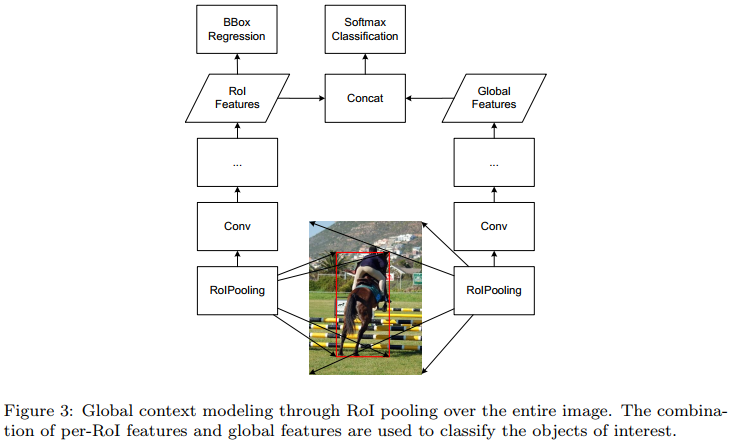 BBox
Regression
Softmax
Classification
RoI
Features
Concat
Global
Features
...
...
Conv
Conv
RoIPooling
RoIPooling
Figure 3: Global context modeling through RoI pooling over the entire image. The combina-
tion of per-RoI features and global features are used to classify the objects of interest.